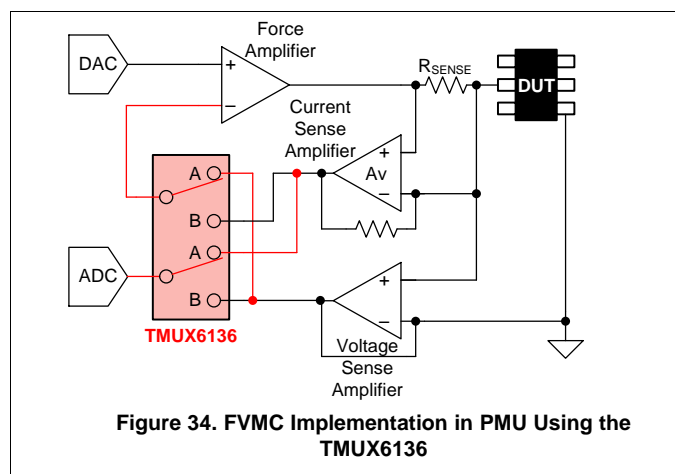 Force
Amplifier
DAC
+
−
R_SENSE
DUT
Current
Sense
Amplifier
+
Av
−
A
B
A
B
ADC
TMUX6136
+
−
Voltage
Sense
Amplifier
Figure 34. FVMC Implementation in PMU Using the
TMUX6136